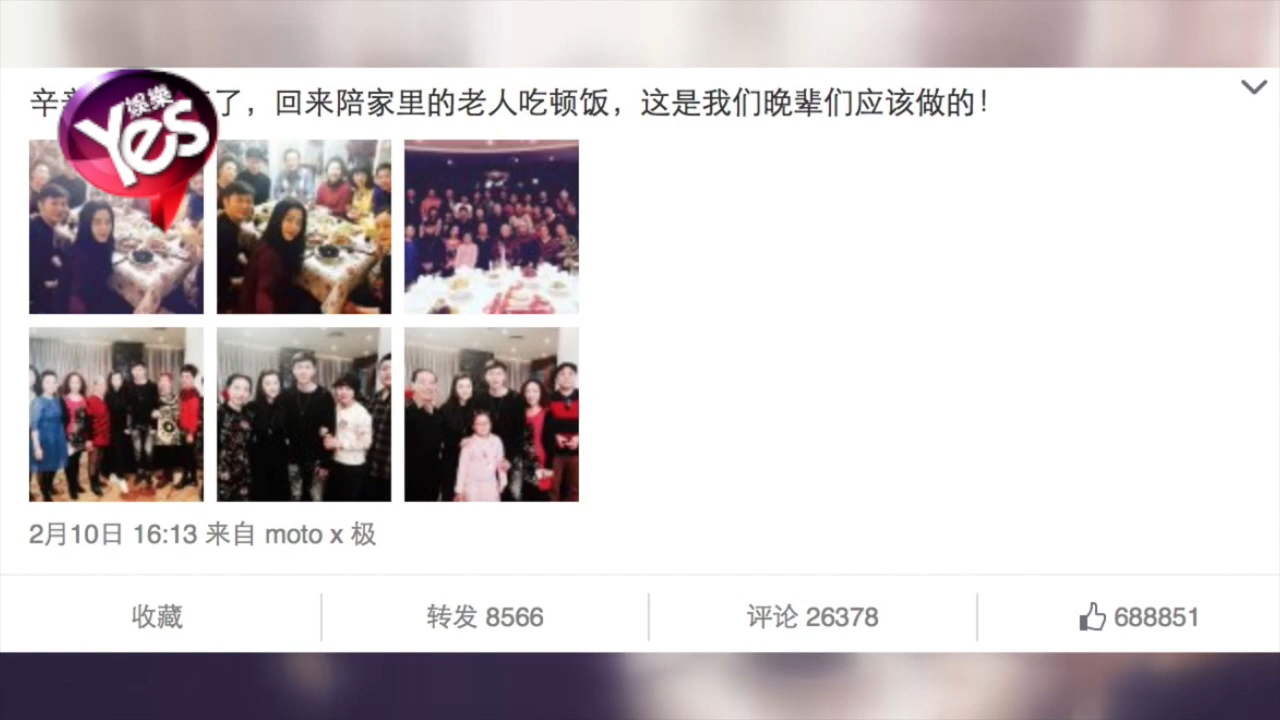 娱樂
Yes
辛 了，回来陪家里的老人吃顿饭，这是我们晚辈们应该做的！
2月10日 16:13 来自 moto x 极
收藏
转发 8566
评论 26378
688851